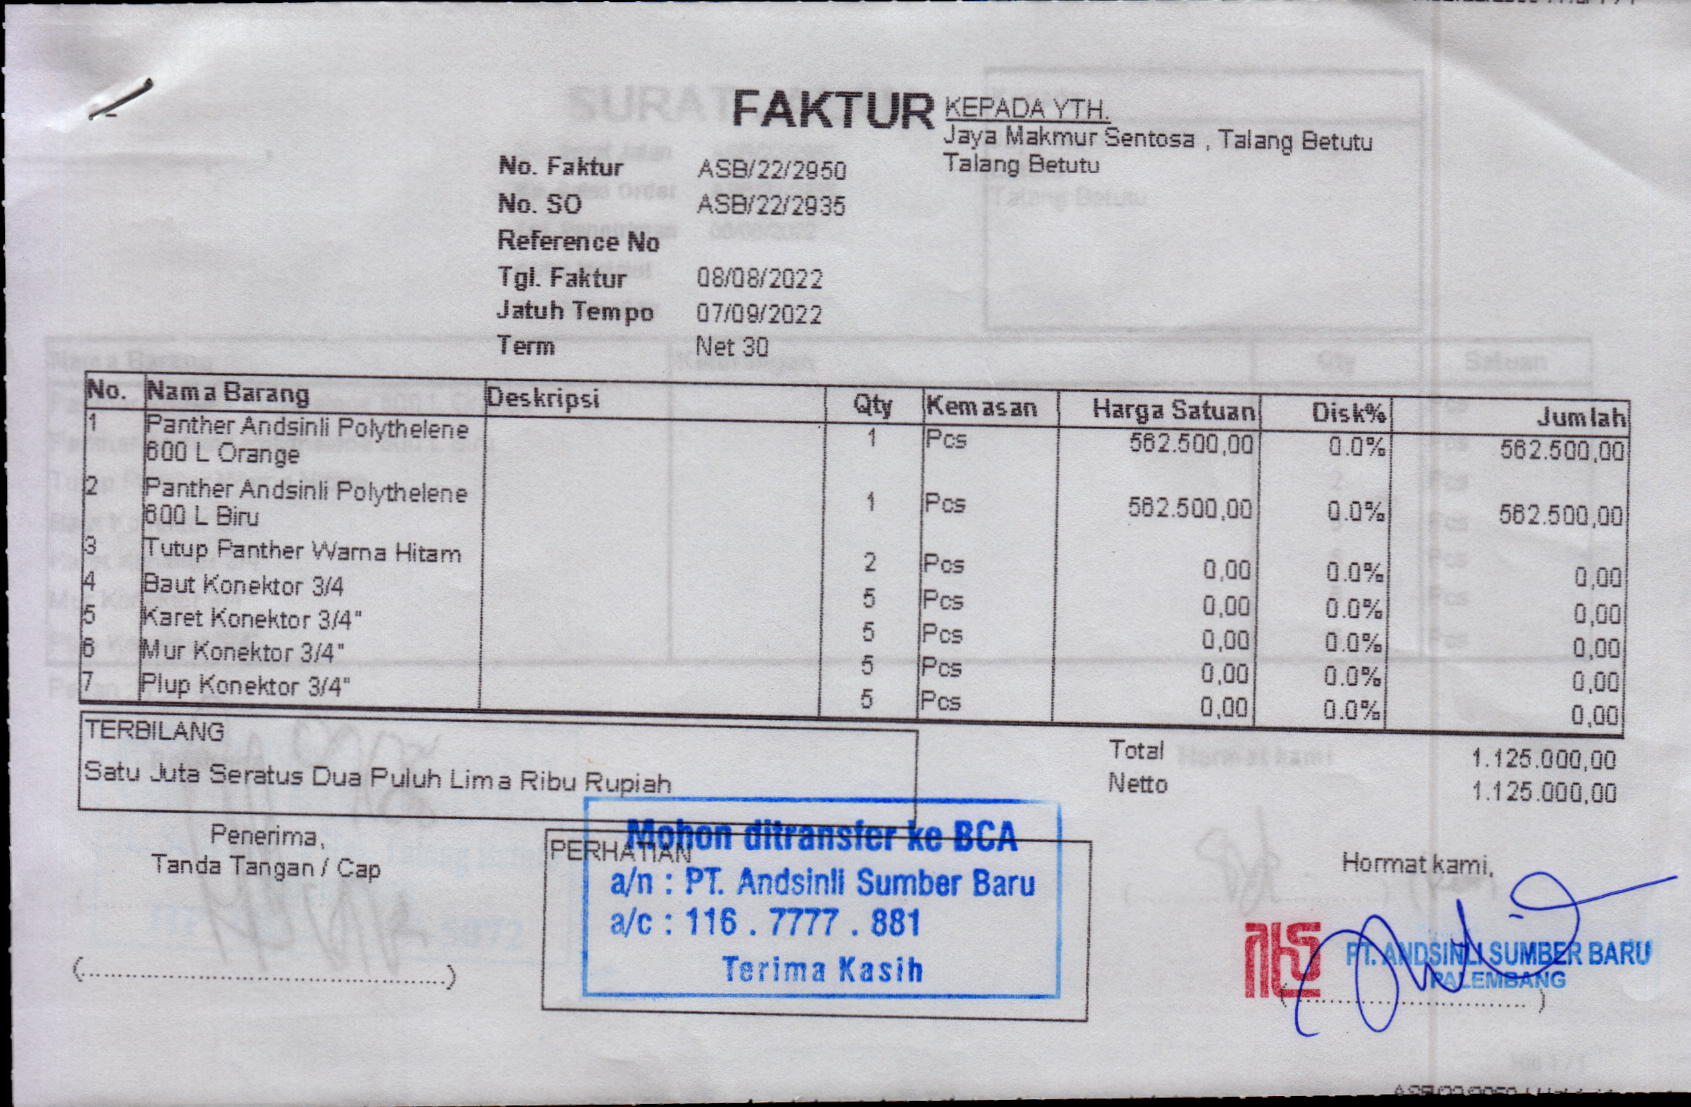 FAKTUR
KEPADA YTH.
Jaya Makmur Sentosa , Talang Betutu
Talang Betutu
No. Faktur ASB/22/2950
No. SO ASB/22/2935
Reference No
Tgl. Faktur 08/08/2022
Jatuh Tempo 07/09/2022
Term Net 30
No. Nama Barang Deskripsi Qty Kemasan Harga Satuan Disk% Jumlah
1 Panther Andsinli Polythelene 1 Pcs 562.500,00 0.0% 562.500,00
600 L Orange
2 Panther Andsinli Polythelene 1 Pcs 562.500,00 0.0% 562.500,00
600 L Biru
3 Tutup Panther Warna Hitam 2 Pcs 0,00 0.0% 0,00
4 Baut Konektor 3/4 5 Pcs 0,00 0.0% 0,00
5 Karet Konektor 3/4" 5 Pcs 0,00 0.0% 0,00
6 Mur Konektor 3/4" 5 Pcs 0,00 0.0% 0,00
7 Plup Konektor 3/4" 5 Pcs 0,00 0.0% 0,00
TERBILANG
Satu Juta Seratus Dua Puluh Lima Ribu Rupiah
Total 1.125.000,00
Netto 1.125.000,00
Penerima,
Tanda Tangan / Cap
(..........................................)
PERHATIAN
Mohon ditransfer ke BCA
a/n : PT. Andsinli Sumber Baru
a/c : 116 . 7777 . 881
Terima Kasih
Hormat kami,
PT. ANDSINLI SUMBER BARU
PALEMBANG
(..............................)